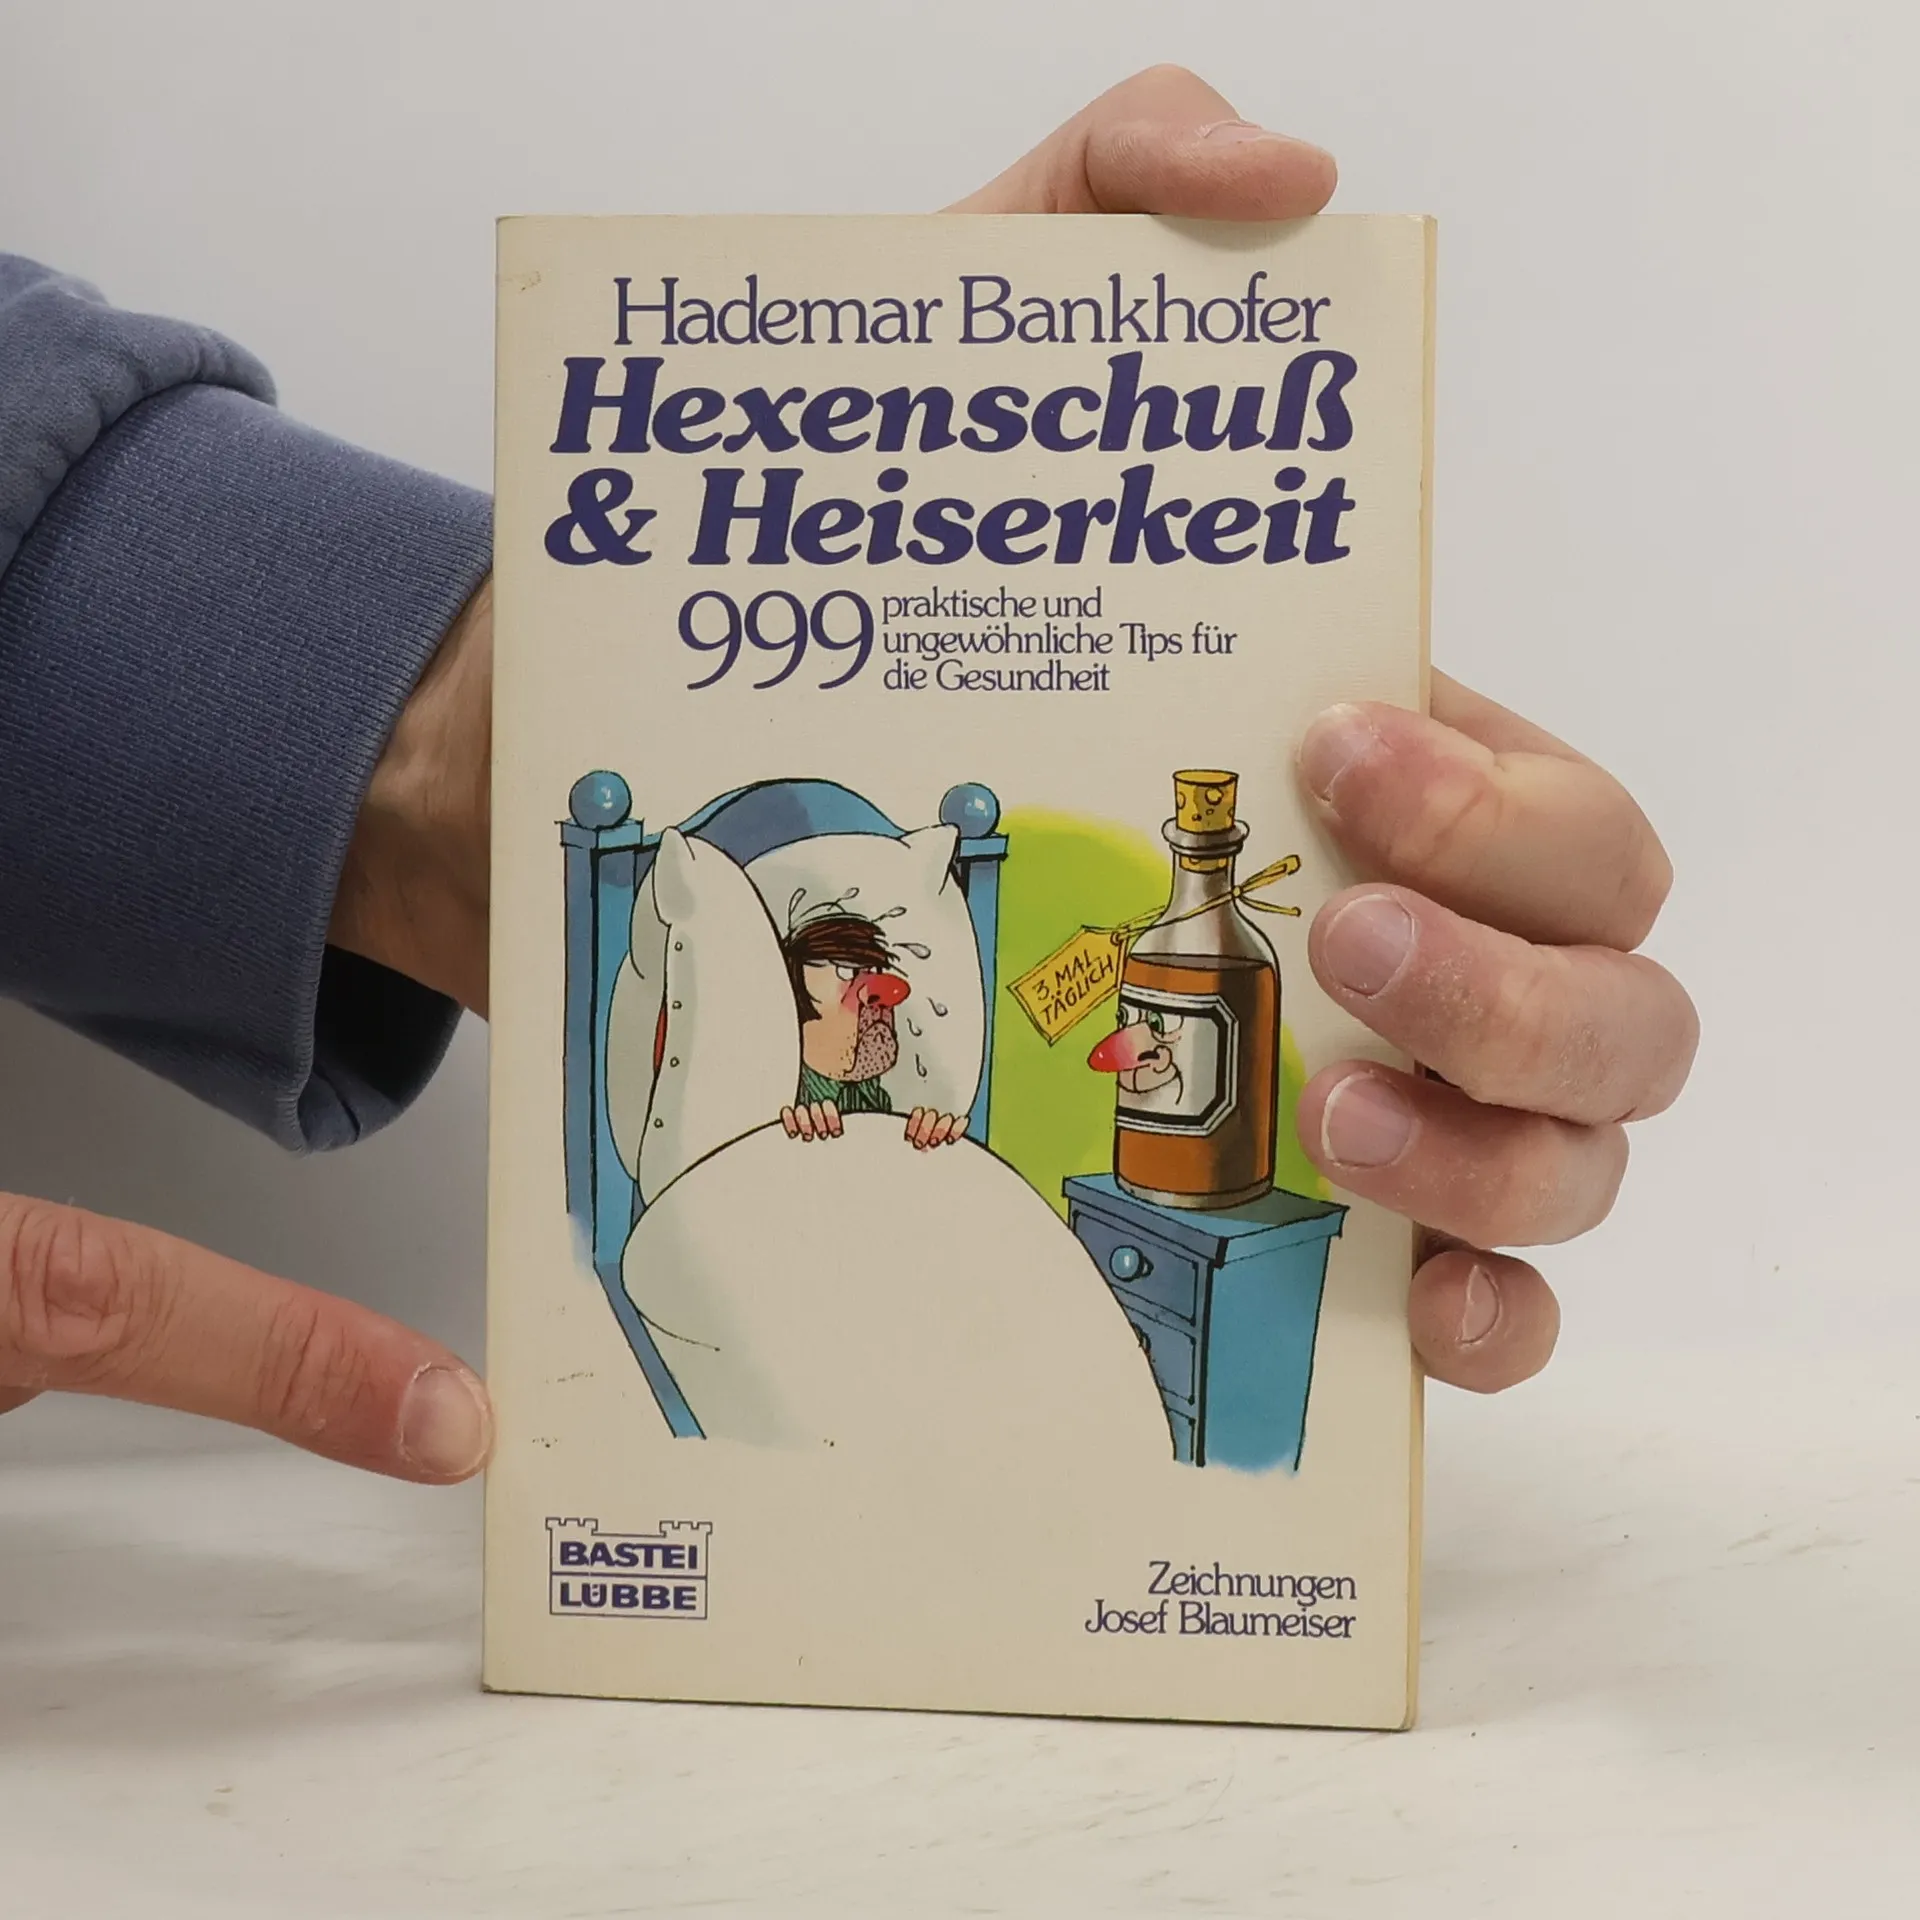 Hademar Bankhofer
Hexenschuß
& Heiserkeit
999 praktische und
ungewöhnliche Tips für
die Gesundheit
3 MAL
TÄGLICH
BASTEI
LÜBBE
Zeichnungen
Josef Blaumeiser